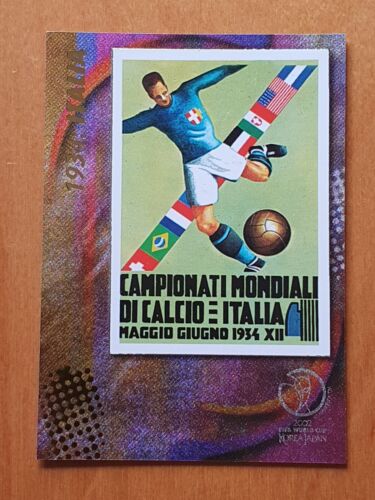 1934 ITALIA
CAMPIONATI MONDIALI
DI CALCIO E ITALIA
MAGGIO GIUGNO 1934 XII
2002
FIFA WORLD CUP
KOREA JAPAN